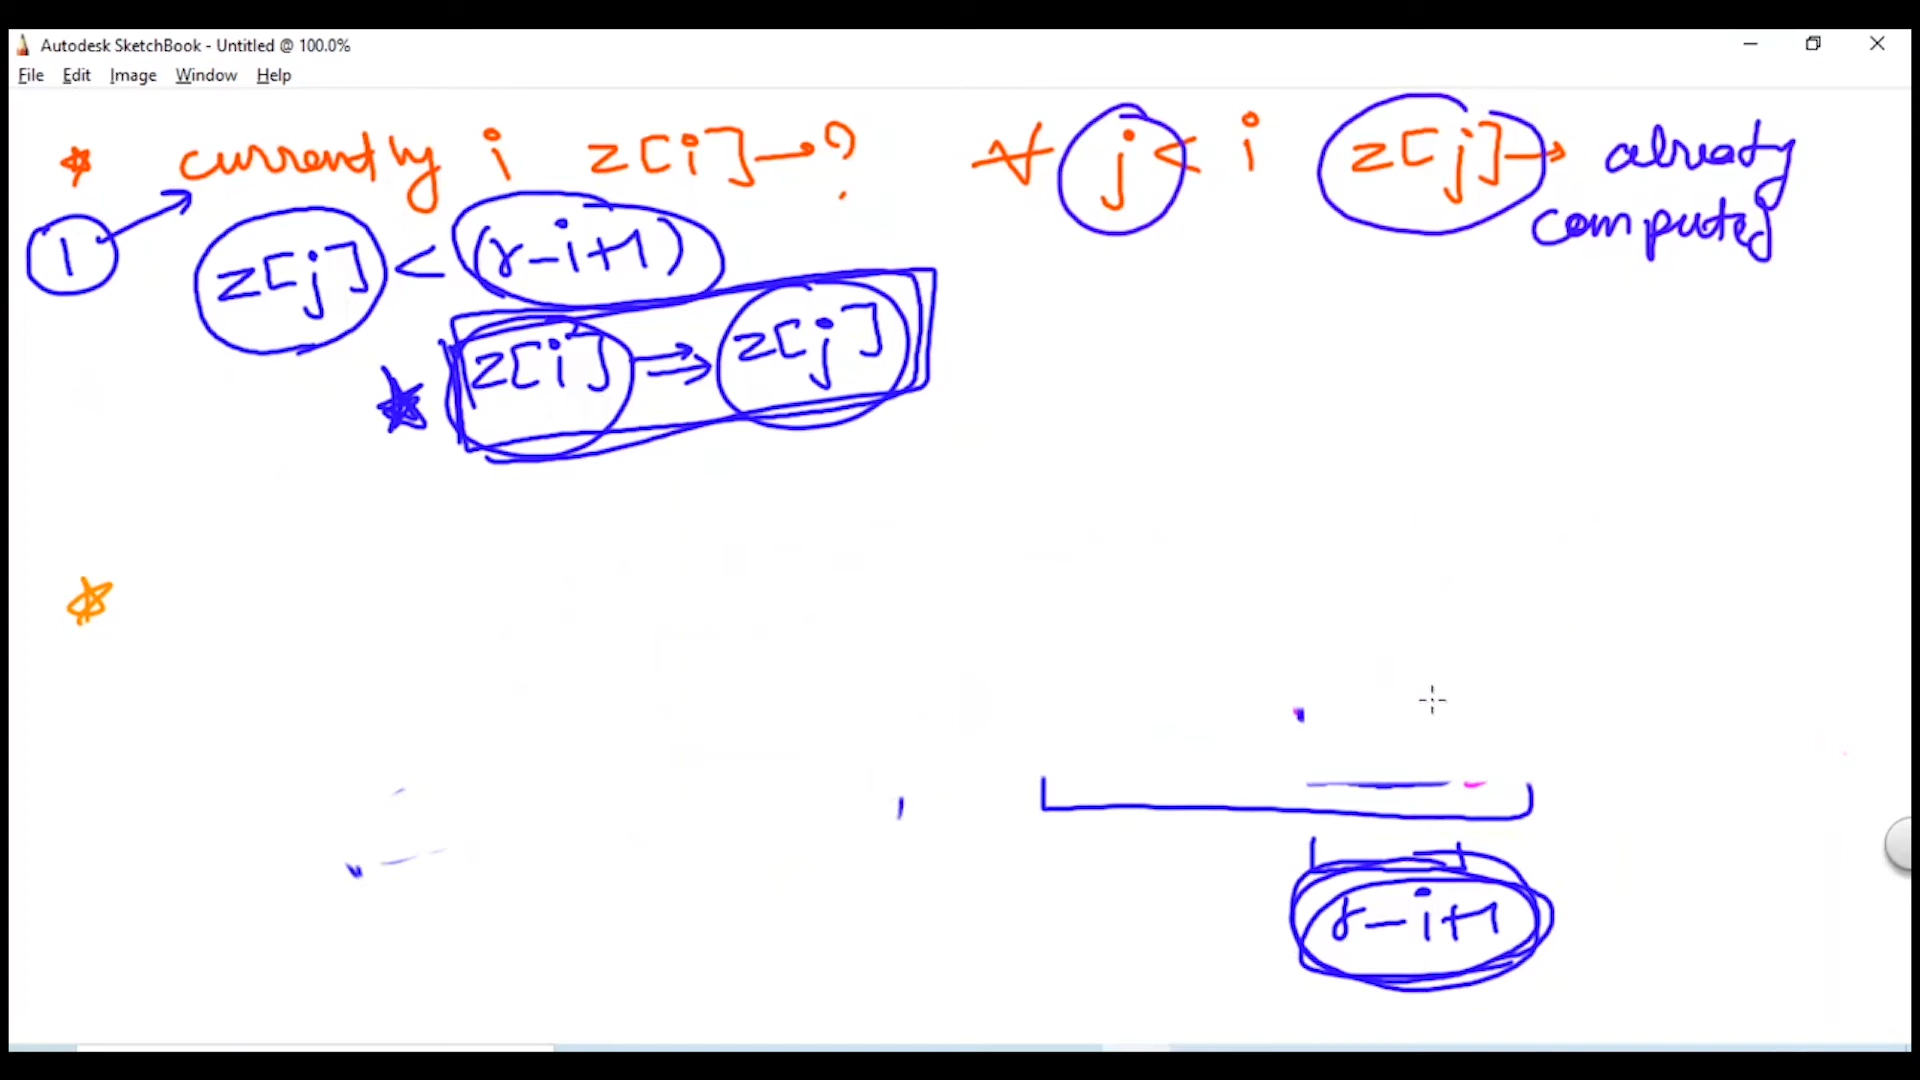 Autodesk SketchBook - Untitled @ 100.0%
File Edit Image Window Help
* currently i z[i] → ? ∀ j < i z[j] → already computed
1 z[j] < (r-i+1)
z[i] → z[j]
r-i+1